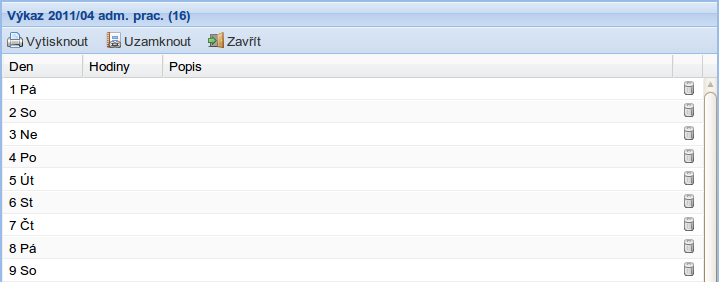 Výkaz 2011/04 adm. prac. (16)
Vytisknout Uzamknout Zavřít
Den Hodiny Popis
1 Pá
2 So
3 Ne
4 Po
5 Út
6 St
7 Čt
8 Pá
9 So